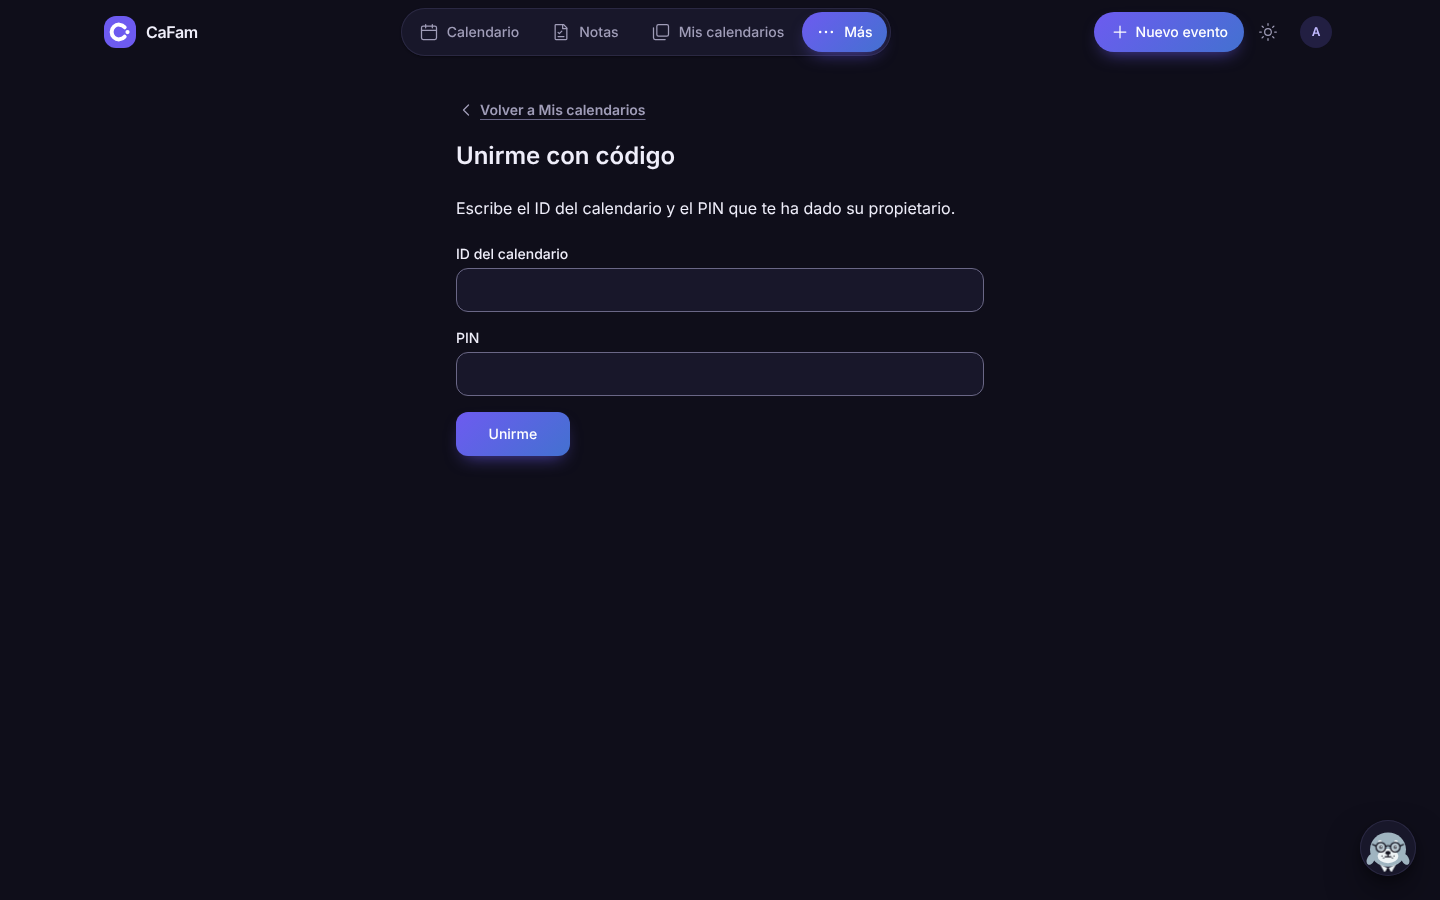 CaFam
Calendario
Notas
Mis calendarios
Más
Nuevo evento
A
Volver a Mis calendarios
Unirme con código
Escribe el ID del calendario y el PIN que te ha dado su propietario.
ID del calendario
PIN
Unirme